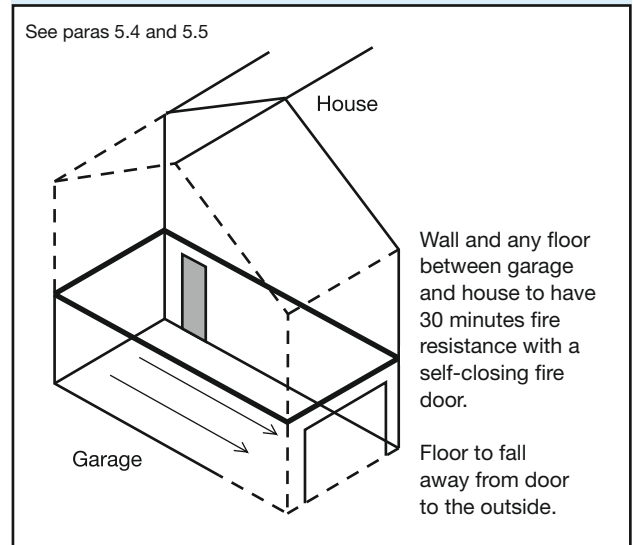 See paras 5.4 and 5.5
House
Wall and any floor
between garage
and house to have
30 minutes fire
resistance with a
self-closing fire
door.
Garage
Floor to fall
away from door
to the outside.